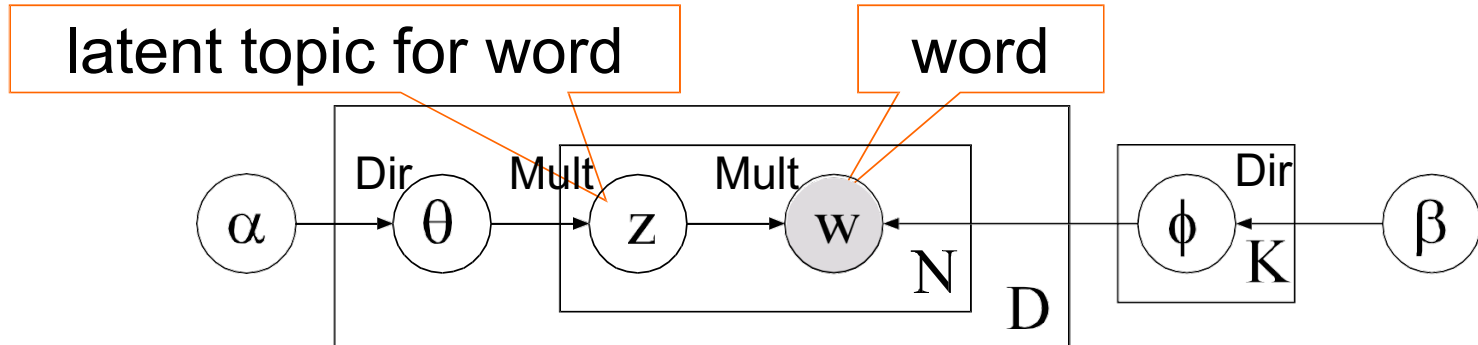 latent topic for word
word
Dir Mult Mult Dir
α θ z w ϕ β
N K
D